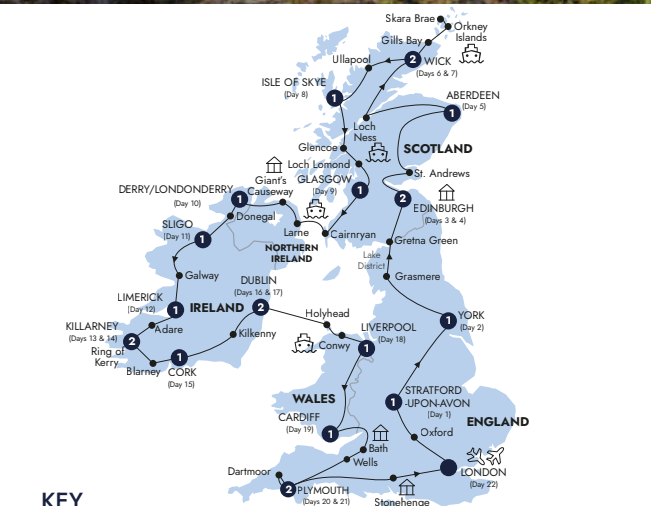 Skara Brae
Orkney
Islands
Gills Bay
Ullapool
2
WICK
(Days 6 & 7)
ISLE OF SKYE
(Day 8)
1
ABERDEEN
(Day 5)
1
Loch
Ness
Glencoe
SCOTLAND
Loch Lomond
St. Andrews
GLASGOW
(Day 9)
1
Giant's
Causeway
DERRY/LONDONDERRY
(Day 10)
1
2
EDINBURGH
(Days 3 & 4)
Donegal
SLIGO
(Day 11)
1
Larne
Cairnryan
Gretna Green
NORTHERN
IRELAND
Lake
District
Galway
Grasmere
DUBLIN
(Days 16 & 17)
2
LIMERICK
(Day 12)
1
IRELAND
Holyhead
YORK
(Day 2)
1
KILLARNEY
(Days 13 & 14)
2
Adare
Kilkenny
LIVERPOOL
(Day 18)
1
Conwy
Ring of
Kerry
Blarney
1
CORK
(Day 15)
WALES
STRATFORD
-UPON-AVON
(Day 1)
1
CARDIFF
(Day 19)
1
ENGLAND
Oxford
Bath
Wells
Dartmoor
LONDON
(Day 22)
2
PLYMOUTH
(Days 20 & 21)
Stonehenge
KEY